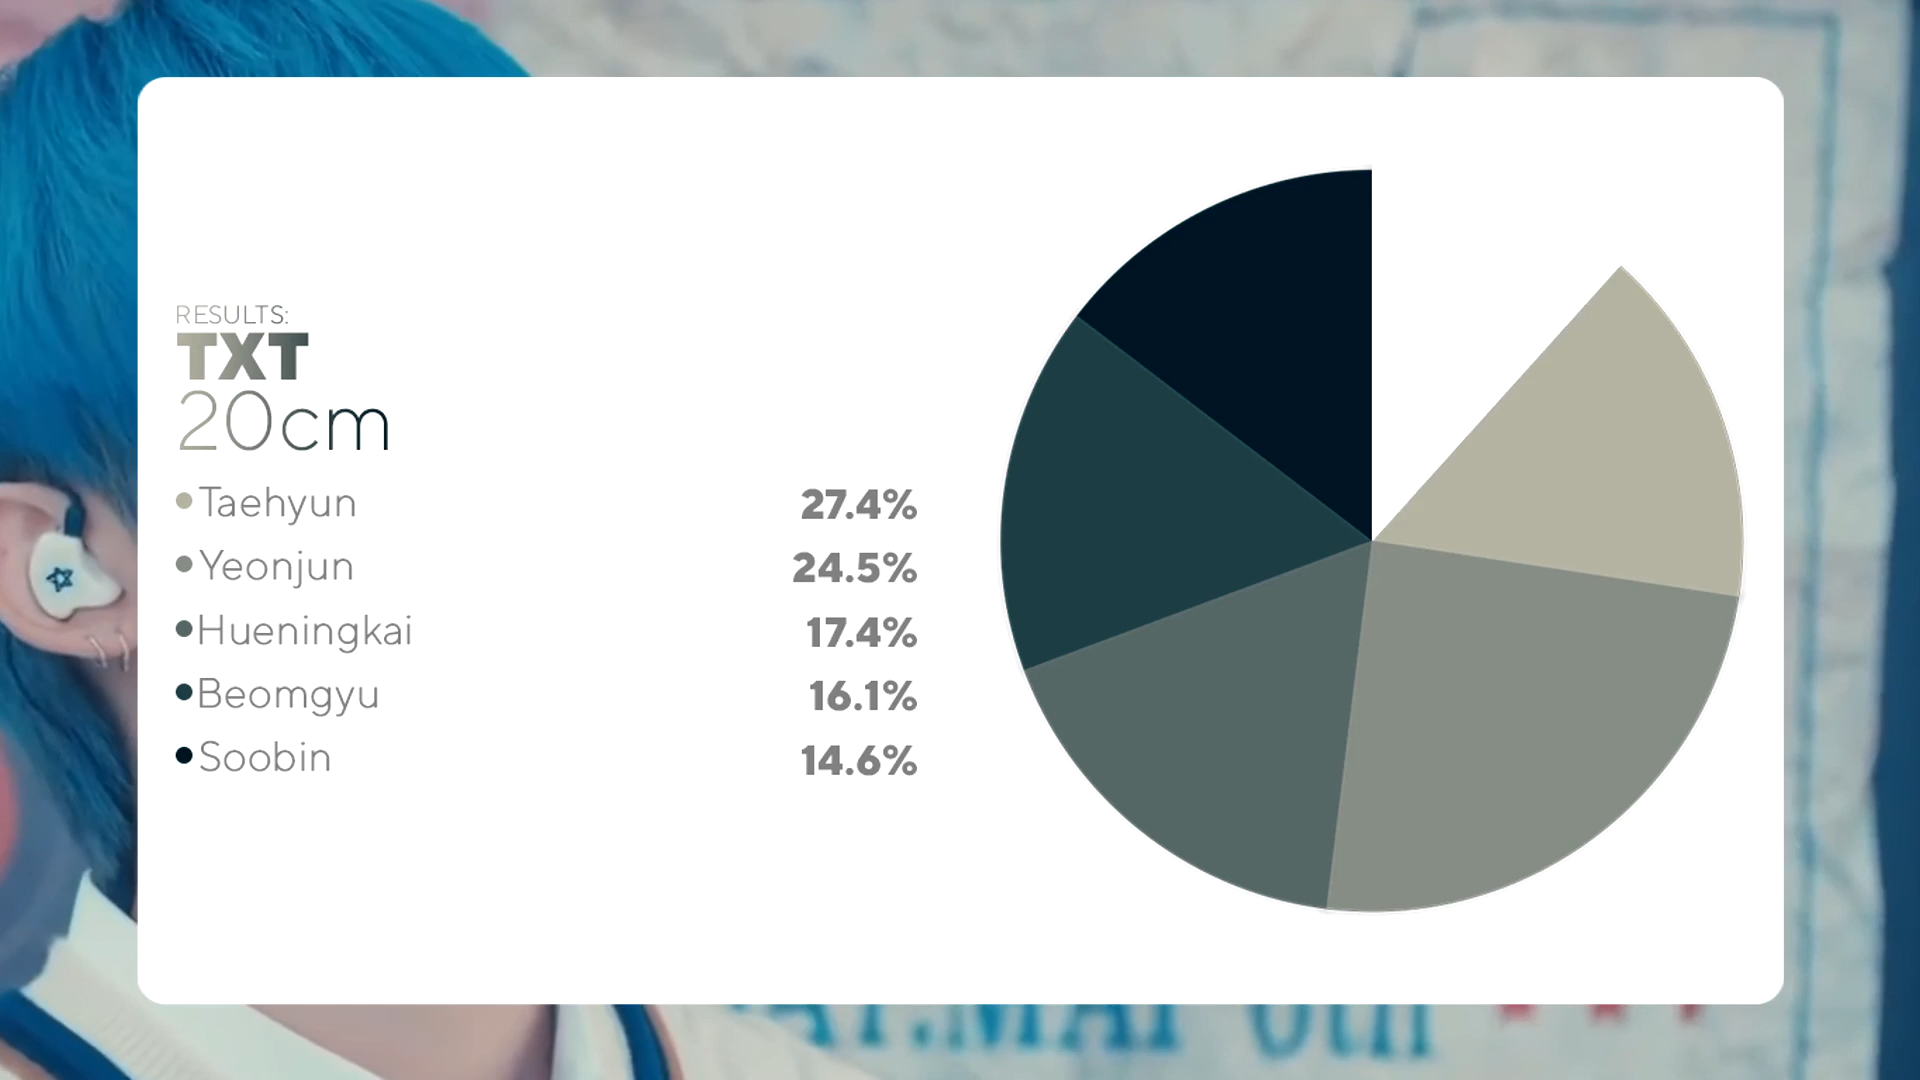 RESULTS:
TXT
20cm
Taehyun 27.4%
Yeonjun 24.5%
Hueningkai 17.4%
Beomgyu 16.1%
Soobin 14.6%